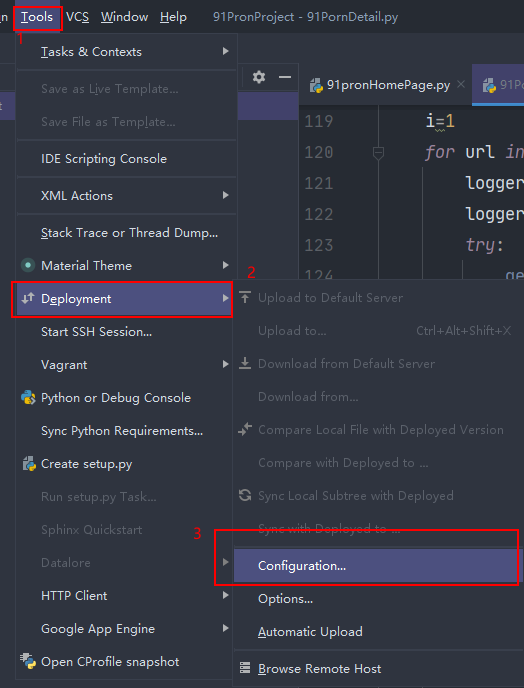 n Tools VCS Window Help 91PronProject - 91PornDetail.py
1
Tasks & Contexts
Save as Live Template...
Save File as Template...
IDE Scripting Console
XML Actions
Stack Trace or Thread Dump...
Material Theme
2
Deployment
Start SSH Session...
Vagrant
Python or Debug Console
Sync Python Requirements...
Create setup.py
Run setup.py Task...
Sphinx Quickstart
Datalore
HTTP Client
Google App Engine
Open CProfile snapshot
t
91pronHomePage.py × 91P
119 i=1
120 for url in
121 logger
122 logger
123 try:
124 ge
Upload to Default Server
Upload to... Ctrl+Alt+Shift+X
Download from Default Server
Download from...
Compare Local File with Deployed Version
Compare with Deployed to ...
Sync Local Subtree with Deployed
Sync with Deployed to ...
3
Configuration...
Options...
Automatic Upload
Browse Remote Host